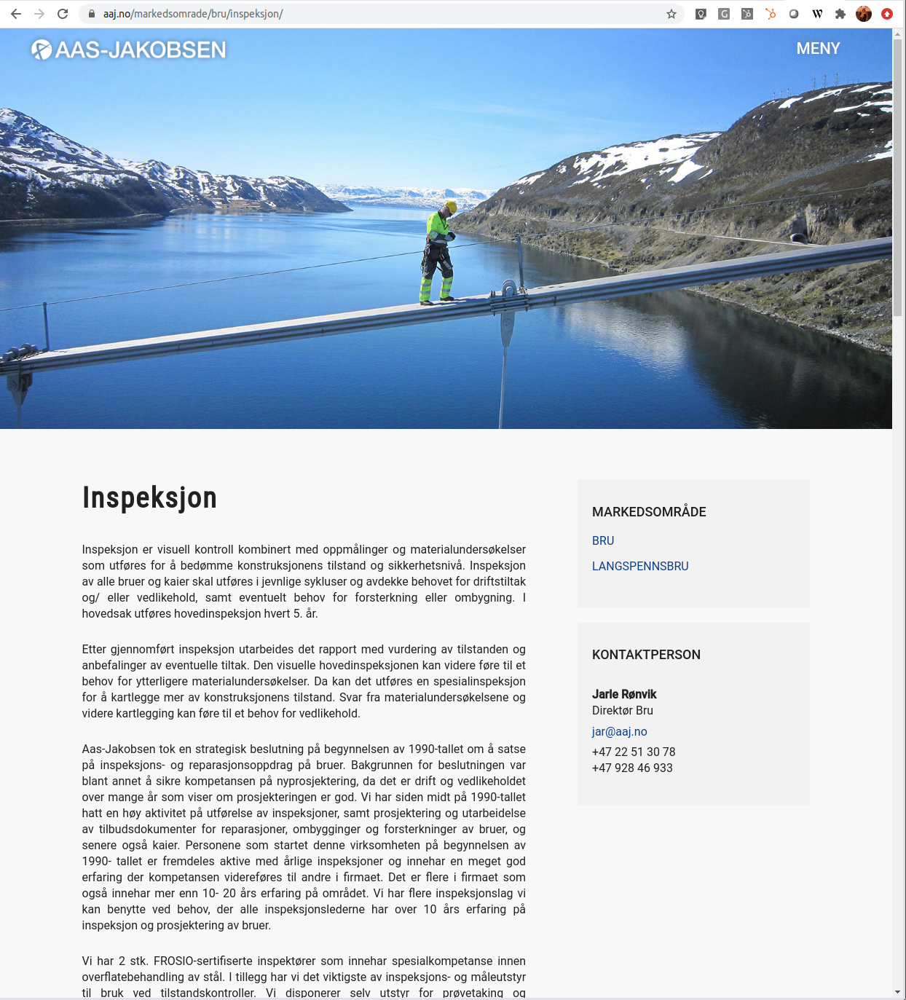 aaj.no/markedsomrade/bru/inspeksjon/
AAS-JAKOBSEN
MENY
Inspeksjon
Inspeksjon er visuell kontroll kombinert med oppmålinger og materialundersøkelser
som utføres for å bedømme konstruksjonens tilstand og sikkerhetsnivå. Inspeksjon
av alle bruer og kaier skal utføres i jevnlige sykluser og avdekke behovet for driftstiltak
og/ eller vedlikehold, samt eventuelt behov for forsterkning eller ombygning. I
hovedsak utføres hovedinspeksjon hvert 5. år.
Etter gjennomført inspeksjon utarbeides det rapport med vurdering av tilstanden og
anbefalinger av eventuelle tiltak. Den visuelle hovedinspeksjonen kan videre føre til et
behov for ytterligere materialundersøkelser. Da kan det utføres en spesialinspeksjon
for å kartlegge mer av konstruksjonens tilstand. Svar fra materialundersøkelsene og
videre kartlegging kan føre til et behov for vedlikehold.
Aas-Jakobsen tok en strategisk beslutning på begynnelsen av 1990-tallet om å satse
på inspeksjons- og reparasjonsoppdrag på bruer. Bakgrunnen for beslutningen var
blant annet å sikre kompetansen på nyprosjektering, da det er drift og vedlikeholdet
over mange år som viser om prosjekteringen er god. Vi har siden midt på 1990-tallet
hatt en høy aktivitet på utførelse av inspeksjoner, samt prosjektering og utarbeidelse
av tilbudsdokumenter for reparasjoner, ombygginger og forsterkninger av bruer, og
senere også kaier. Personene som startet denne virksomheten på begynnelsen av
1990- tallet er fremdeles aktive med årlige inspeksjoner og innehar en meget god
erfaring der kompetansen videreføres til andre i firmaet. Det er flere i firmaet som
også innehar mer enn 10- 20 års erfaring på området. Vi har flere inspeksjonslag vi
kan benytte ved behov, der alle inspeksjonslederne har over 10 års erfaring på
inspeksjon og prosjektering av bruer.
Vi har 2 stk. FROSIO-sertifiserte inspektører som innehar spesialkompetanse innen
overflatebehandling av stål. I tillegg har vi det viktigste av inspeksjons- og måleutstyr
til bruk ved tilstandskontroller. Vi disponerer selv utstyr for prøvetaking og
MARKEDSOMRÅDE
BRU
LANGSPENNSBRU
KONTAKTPERSON
Jarle Rønvik
Direktør Bru
jar@aaj.no
+47 22 51 30 78
+47 928 46 933